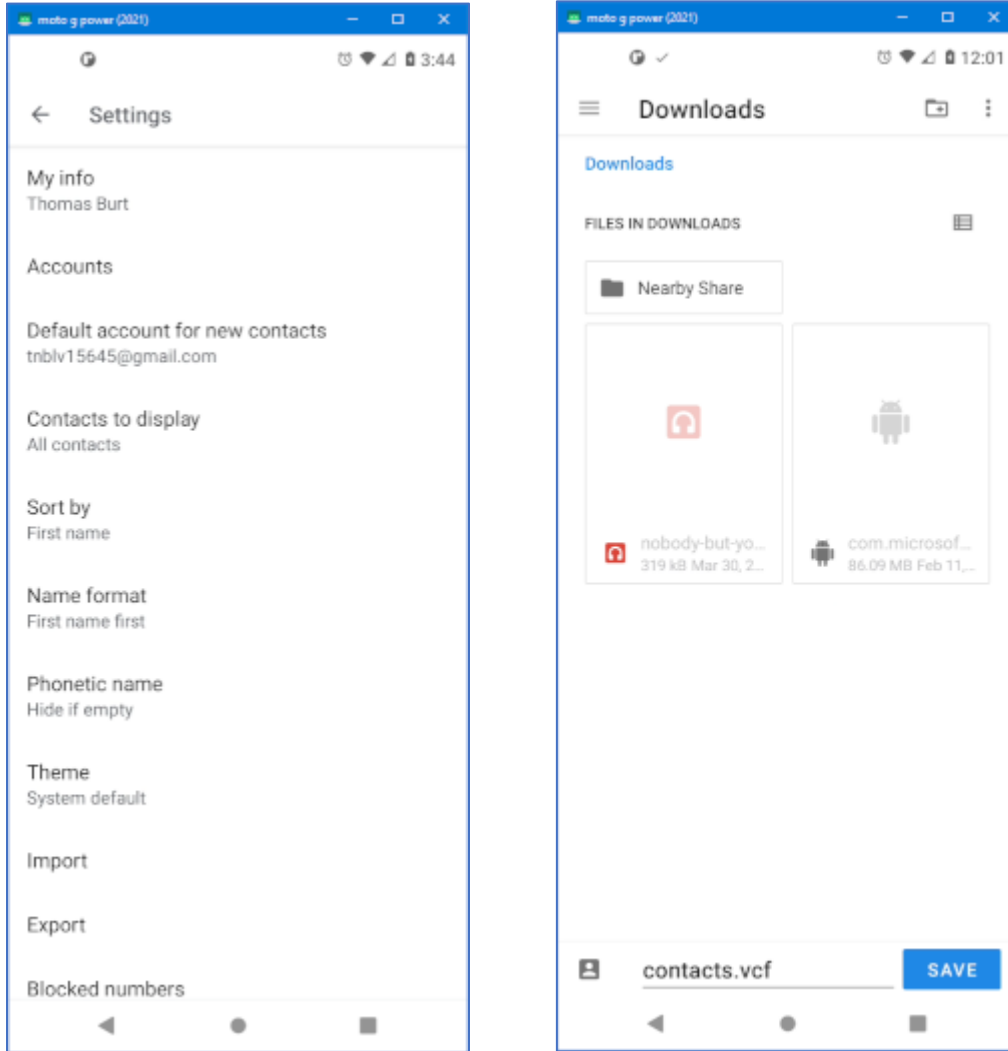 moto g power (2021)
3:44
Settings
My info
Thomas Burt
Accounts
Default account for new contacts
tnblv15645@gmail.com
Contacts to display
All contacts
Sort by
First name
Name format
First name first
Phonetic name
Hide if empty
Theme
System default
Import
Export
Blocked numbers
moto g power (2021)
12:01
Downloads
Downloads
FILES IN DOWNLOADS
Nearby Share
nobody-but-yo...
319 kB Mar 30, 2...
com.microsof...
86.09 MB Feb 11,...
contacts.vcf
SAVE